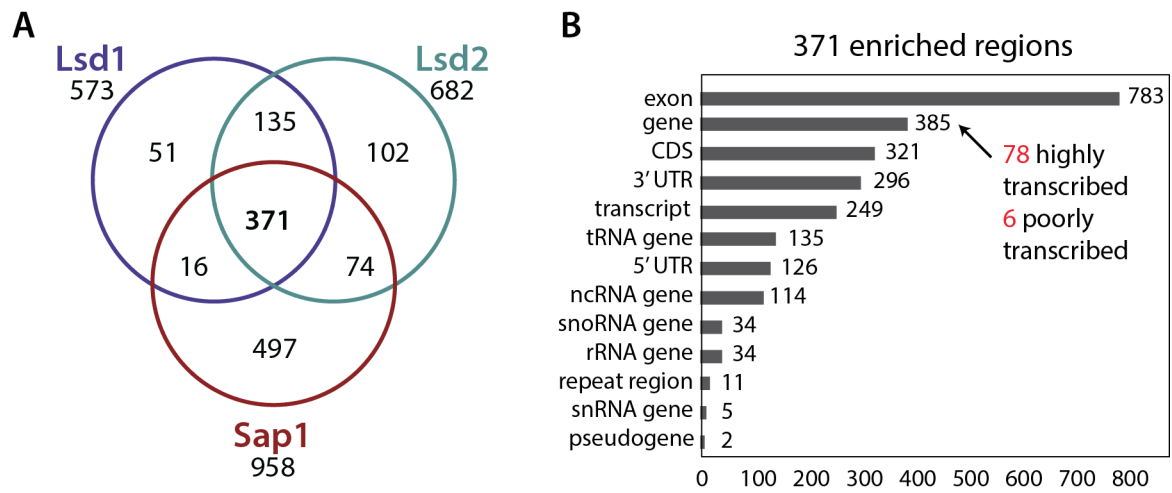 A
Lsd1
573
Lsd2
682
135
51
102
371
16
74
497
Sap1
958
B
371 enriched regions
exon 783
gene 385
CDS 321
3’ UTR 296
transcript 249
tRNA gene 135
5’ UTR 126
ncRNA gene 114
snoRNA gene 34
rRNA gene 34
repeat region 11
snRNA gene 5
pseudogene 2
78 highly
transcribed
6 poorly
transcribed
0 100 200 300 400 500 600 700 800